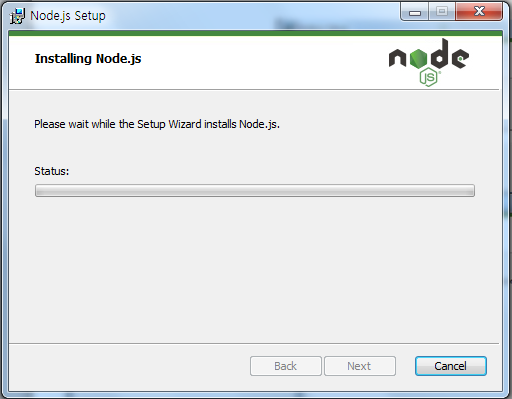 Node.js Setup
Installing Node.js
node
JS
Please wait while the Setup Wizard installs Node.js.
Status:
Back
Next
Cancel